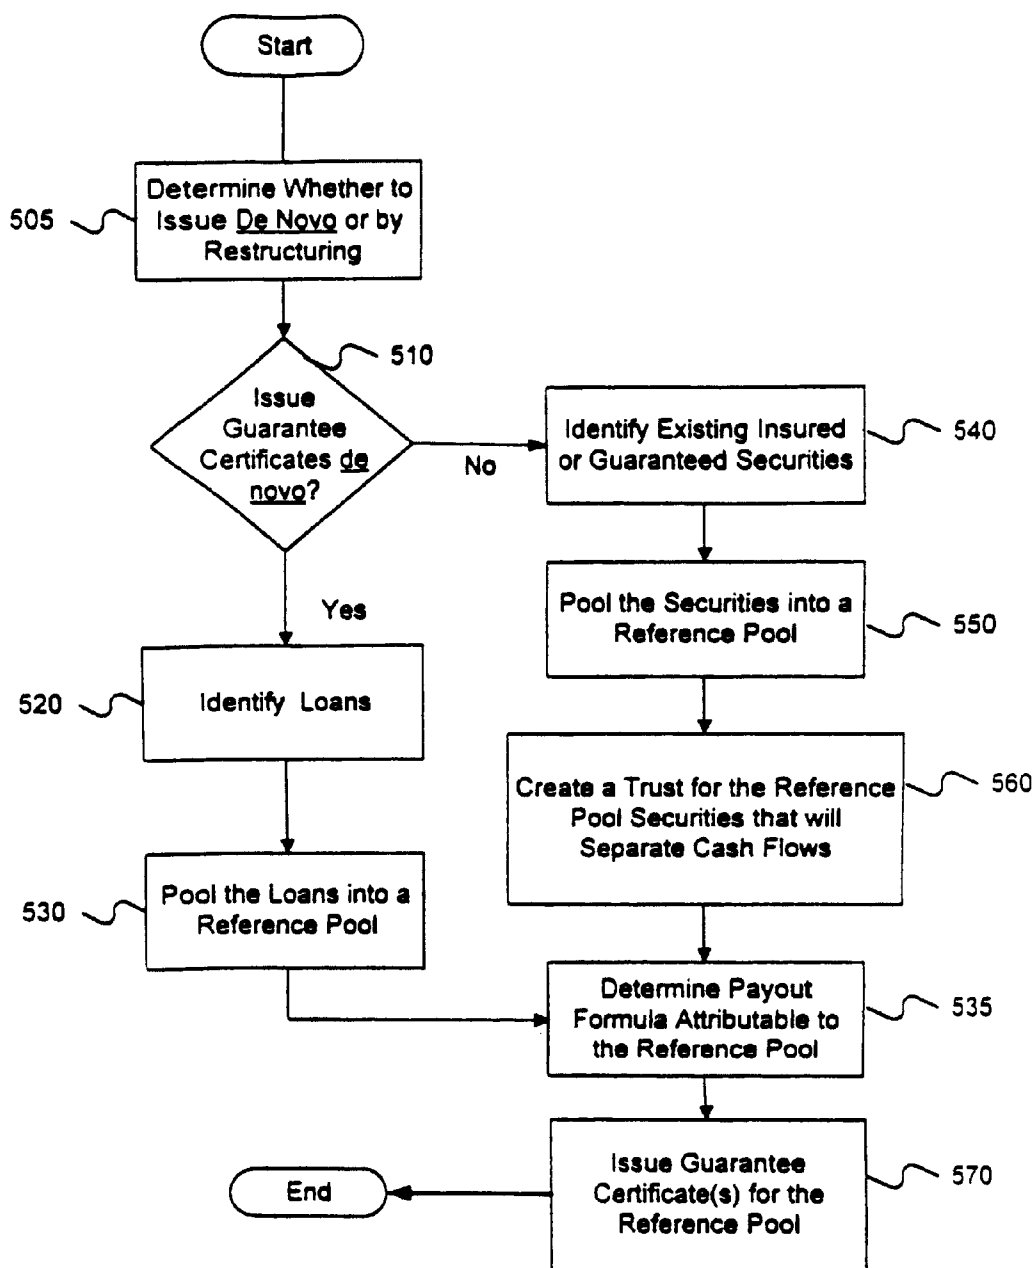 Start
505
Determine Whether to
Issue De Novo or by
Restructuring
510
Issue
Guarantee
Certificates de
novo?
No
Yes
Identify Existing Insured
or Guaranteed Securities
540
Pool the Securities into a
Reference Pool
550
520
Identify Loans
Create a Trust for the Reference
Pool Securities that will
Separate Cash Flows
560
530
Pool the Loans into a
Reference Pool
Determine Payout
Formula Attributable to
the Reference Pool
535
Issue Guarantee
Certificate(s) for the
Reference Pool
570
End